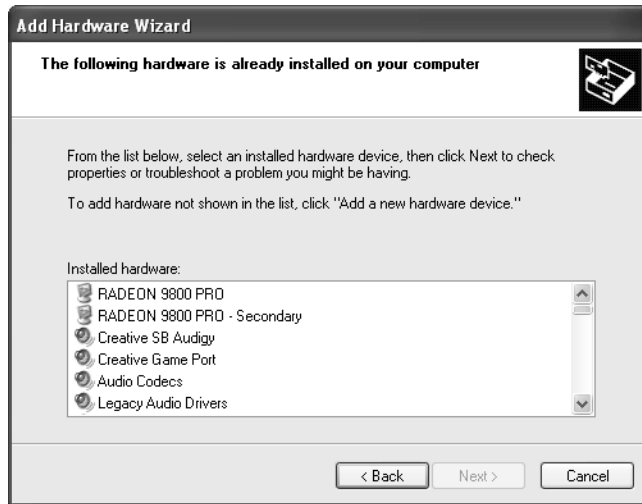 Add Hardware Wizard
The following hardware is already installed on your computer
From the list below, select an installed hardware device, then click Next to check
properties or troubleshoot a problem you might be having.
To add hardware not shown in the list, click "Add a new hardware device."
Installed hardware:
RADEON 9800 PRO
RADEON 9800 PRO - Secondary
Creative SB Audigy
Creative Game Port
Audio Codecs
Legacy Audio Drivers
< Back Next > Cancel